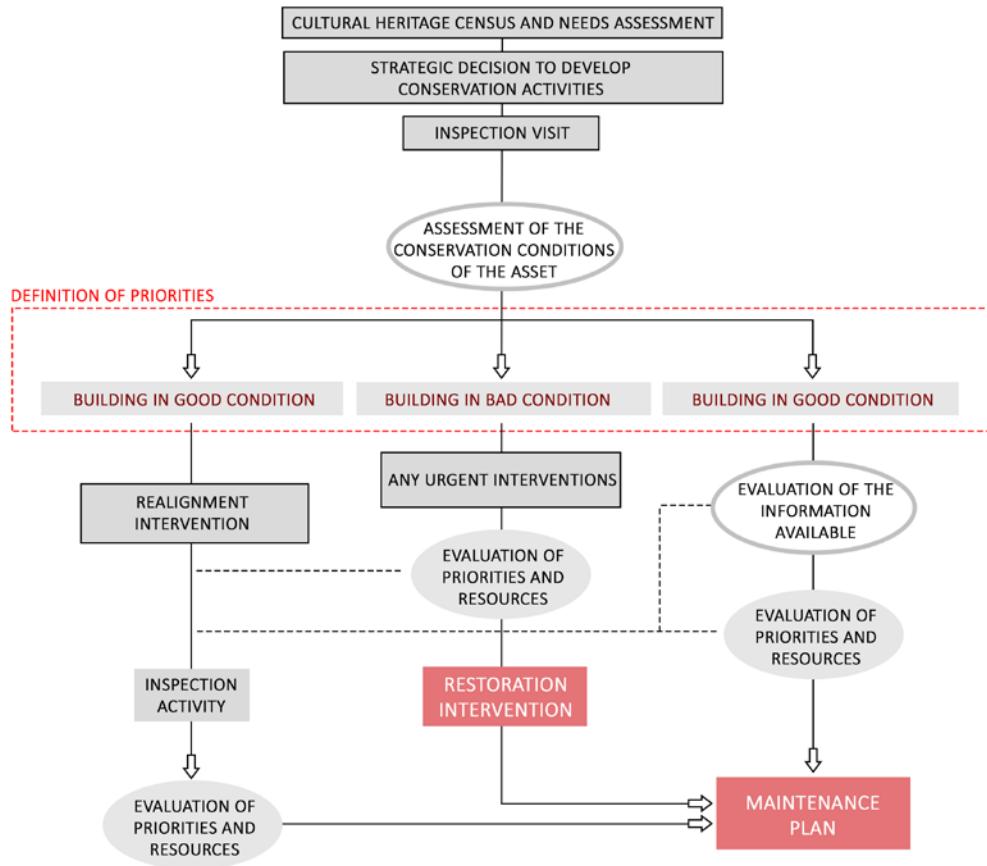 CULTURAL HERITAGE CENSUS AND NEEDS ASSESSMENT
STRATEGIC DECISION TO DEVELOP
CONSERVATION ACTIVITIES
INSPECTION VISIT
ASSESSMENT OF THE
CONSERVATION CONDITIONS
OF THE ASSET
DEFINITION OF PRIORITIES
BUILDING IN GOOD CONDITION
BUILDING IN BAD CONDITION
BUILDING IN GOOD CONDITION
REALIGNMENT
INTERVENTION
ANY URGENT INTERVENTIONS
EVALUATION OF THE
INFORMATION
AVAILABLE
EVALUATION OF
PRIORITIES AND
RESOURCES
EVALUATION OF
PRIORITIES AND
RESOURCES
INSPECTION
ACTIVITY
RESTORATION
INTERVENTION
EVALUATION OF
PRIORITIES AND
RESOURCES
MAINTENANCE
PLAN